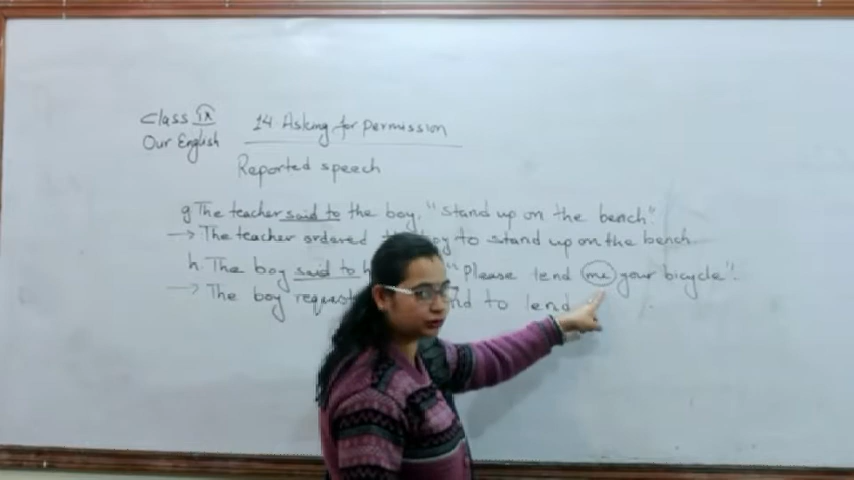 Class IX
14 Asking for permission
Our English
Reported speech
g The teacher said to the boy, "Stand up on the bench".
→ The teacher ordered the boy to stand up on the bench.
h. The boy said to h "Please lend me your bicycle".
→ The boy request nd to lend